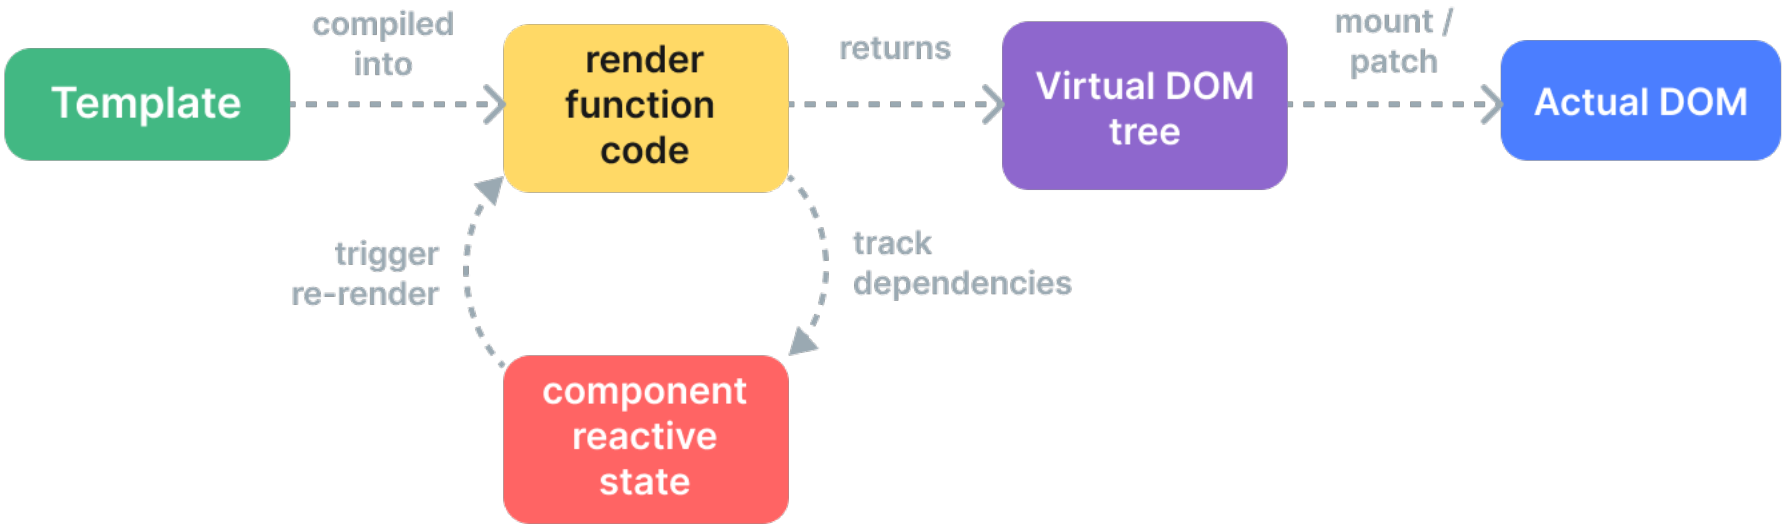 Template
compiled
into
render
function
code
returns
Virtual DOM
tree
mount /
patch
Actual DOM
trigger
re-render
track
dependencies
component
reactive
state